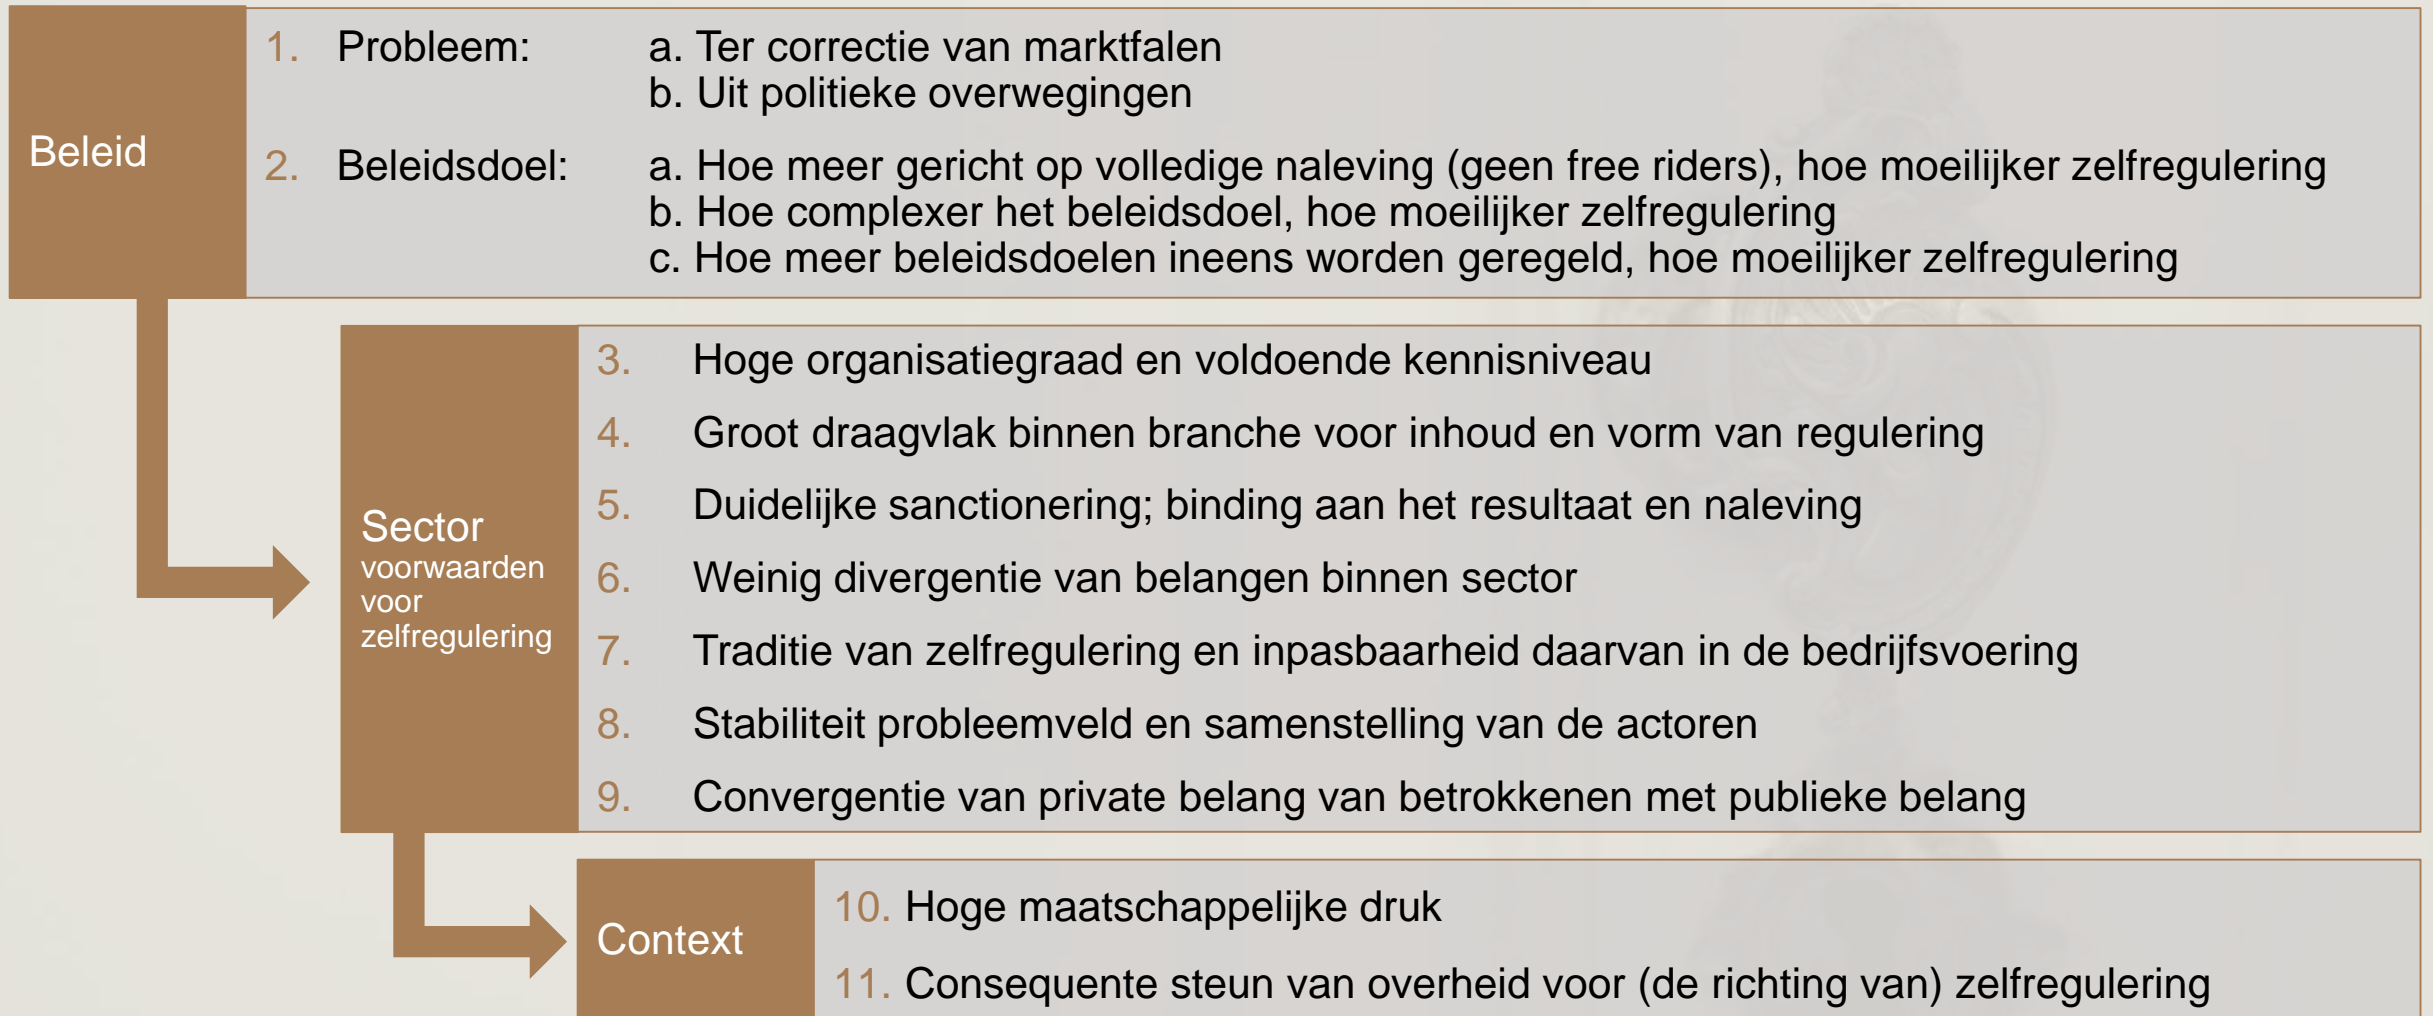 Beleid
1. Probleem: a. Ter correctie van marktfalen
b. Uit politieke overwegingen
2. Beleidsdoel: a. Hoe meer gericht op volledige naleving (geen free riders), hoe moeilijker zelfregulering
b. Hoe complexer het beleidsdoel, hoe moeilijker zelfregulering
c. Hoe meer beleidsdoelen ineens worden geregeld, hoe moeilijker zelfregulering
Sector
voorwaarden
voor
zelfregulering
3. Hoge organisatiegraad en voldoende kennisniveau
4. Groot draagvlak binnen branche voor inhoud en vorm van regulering
5. Duidelijke sanctionering; binding aan het resultaat en naleving
6. Weinig divergentie van belangen binnen sector
7. Traditie van zelfregulering en inpasbaarheid daarvan in de bedrijfsvoering
8. Stabiliteit probleemveld en samenstelling van de actoren
9. Convergentie van private belang van betrokkenen met publieke belang
Context
10. Hoge maatschappelijke druk
11. Consequente steun van overheid voor (de richting van) zelfregulering